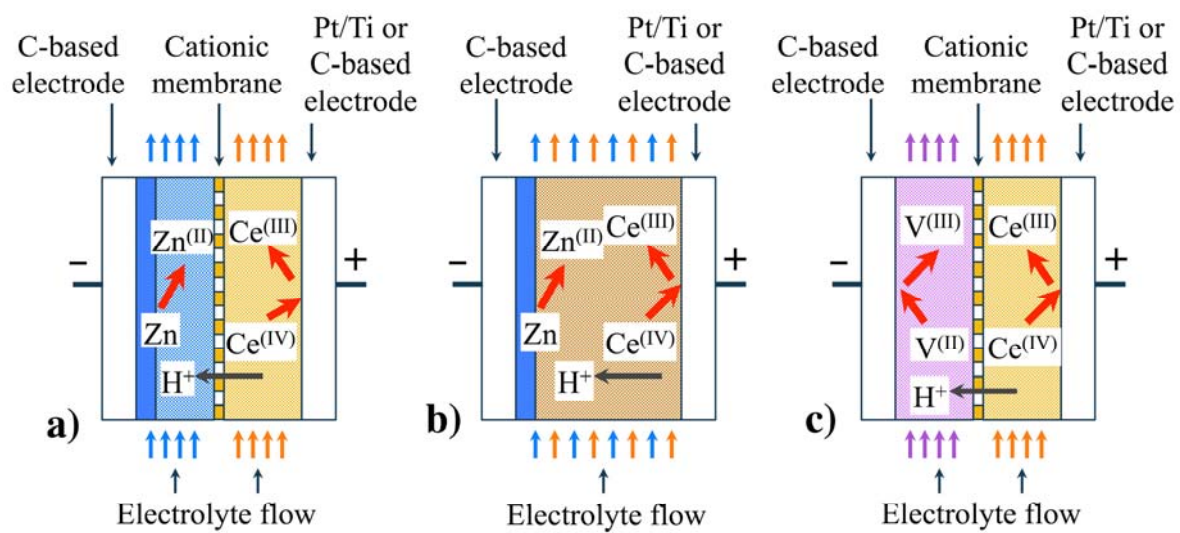 C-based
electrode
Cationic
membrane
Pt/Ti or
C-based
electrode
−
Zn(II)
Ce(III)
+
Zn
Ce(IV)
H+
a)
Electrolyte flow
C-based
electrode
Pt/Ti or
C-based
electrode
−
Zn(II)
Ce(III)
+
Zn
Ce(IV)
H+
b)
Electrolyte flow
C-based
electrode
Cationic
membrane
Pt/Ti or
C-based
electrode
−
V(III)
Ce(III)
+
V(II)
Ce(IV)
H+
c)
Electrolyte flow